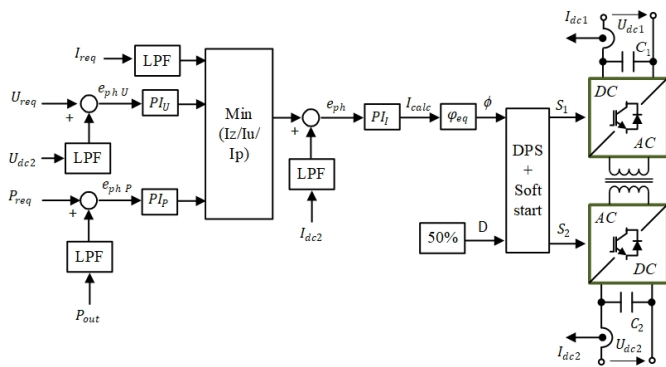 I_req
LPF
U_req
+
e_ph U
PI_U
U_dc2
LPF
P_req
+
e_ph P
PI_P
LPF
P_out
Min
(Iz/Iu/
Ip)
+
e_ph
LPF
I_dc2
PI_I
I_calc
φ_eq
ϕ
50%
D
DPS
+
Soft
start
S_1
S_2
I_dc1
U_dc1
C_1
DC
AC
AC
DC
C_2
U_dc2
I_dc2